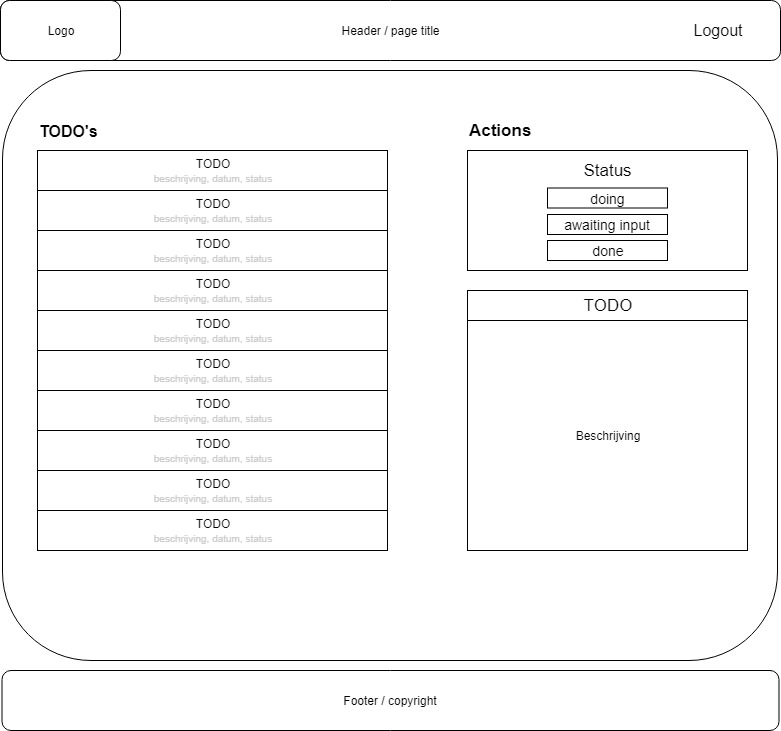 Logo
Header / page title
Logout
TODO's
TODO
beschrijving, datum, status
TODO
beschrijving, datum, status
TODO
beschrijving, datum, status
TODO
beschrijving, datum, status
TODO
beschrijving, datum, status
TODO
beschrijving, datum, status
TODO
beschrijving, datum, status
TODO
beschrijving, datum, status
TODO
beschrijving, datum, status
TODO
beschrijving, datum, status
Actions
Status
doing
awaiting input
done
TODO
Beschrijving
Footer / copyright